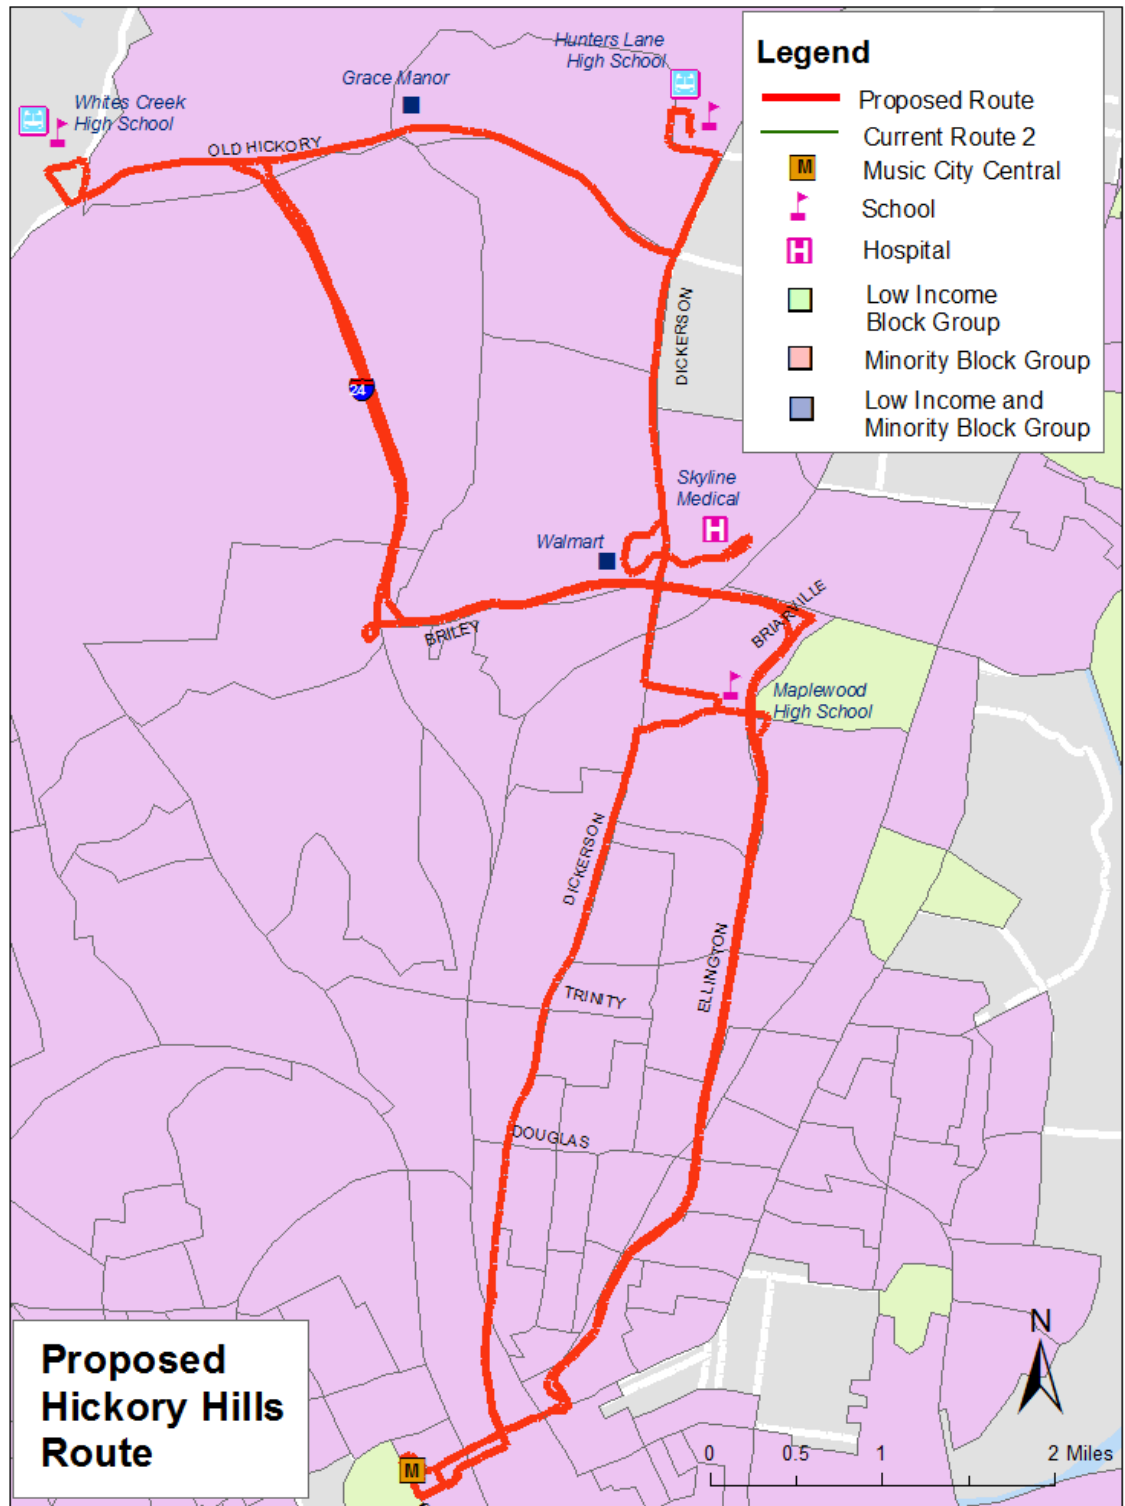 Hunters Lane
High School
Grace Manor
Whites Creek
High School
OLD HICKORY
Legend
Proposed Route
Current Route 2
M
Music City Central
School
H
Hospital
Low Income
Block Group
Minority Block Group
Low Income and
Minority Block Group
DICKERSON
24
Skyline
Medical
H
Walmart
BRILEY
BRIARVILLE
Maplewood
High School
DICKERSON
ELLINGTON
TRINITY
DOUGLAS
Proposed
Hickory Hills
Route
M
N
0 0.5 1 2 Miles